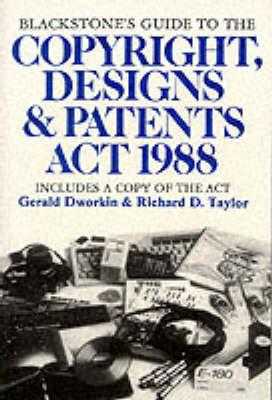 BLACKSTONE'S GUIDE TO THE
COPYRIGHT,
DESIGNS
& PATENTS
ACT 1988
INCLUDES A COPY OF THE ACT
Gerald Dworkin & Richard D. Taylor
E-180